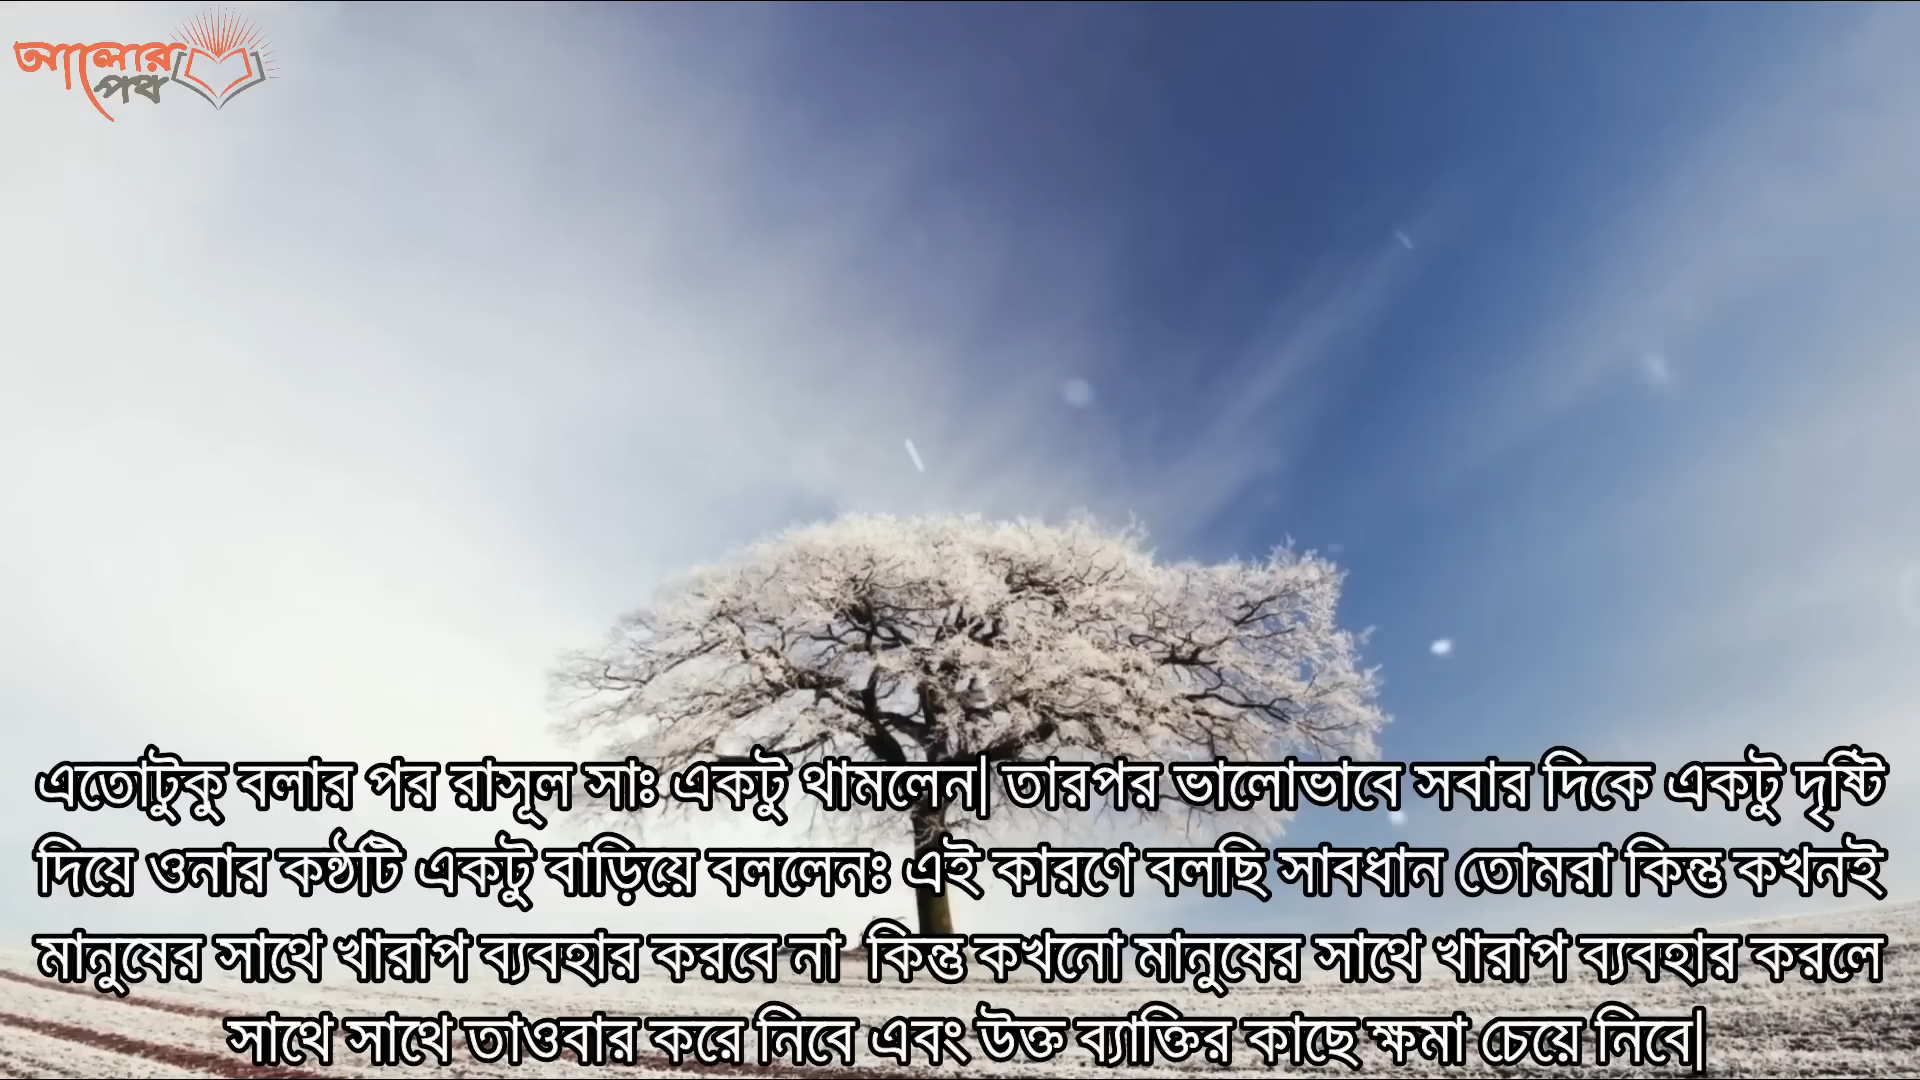 আলোর
পথ
এতোটুকু বলার পর রাসূল সাঃ একটু থামলেন| তারপর ভালোভাবে সবার দিকে একটু দৃষ্টি
দিয়ে ওনার কন্ঠটি একটু বাড়িয়ে বললেনঃ এই কারণে বলছি সাবধান তোমরা কিন্তু কখনই
মানুষের সাথে খারাপ ব্যবহার করবে না কিন্তু কখনো মানুষের সাথে খারাপ ব্যবহার করলে
সাথে সাথে তাওবার করে নিবে এবং উক্ত ব্যাক্তির কাছে ক্ষমা চেয়ে নিবে|